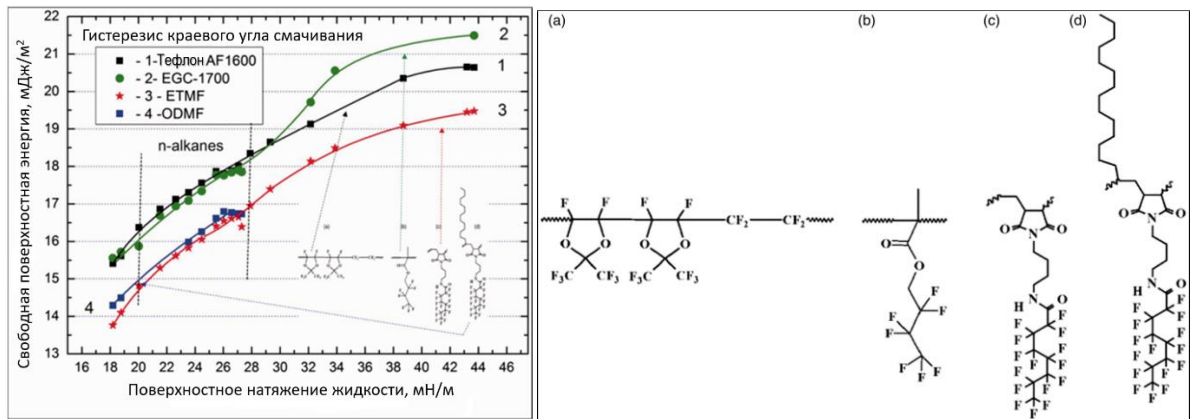 Свободная поверхностная энергия, мДж/м²
22
21
20
19
18
17
16
15
14
13
Гистерезис краевого угла смачивания
- 1-Тефлон AF1600
- 2- EGC-1700
- 3 - ETMF
- 4 -ODMF
n-alkanes
2
1
3
4
16 18 20 22 24 26 28 30 32 34 36 38 40 42 44 46
Поверхностное натяжение жидкости, мН/м
(a)
F F F F
CF₂ CF₂
O O O O
F₃C CF₃ F₃C CF₃
(b)
O
O
F
F
F
F
F
F
F
(c)
O N O
N
H
O
F F
F F
F F
F F
F F
F F
F F
F
(d)
O N O
N
H
O
F F
F F
F F
F F
F F
F F
F F
F